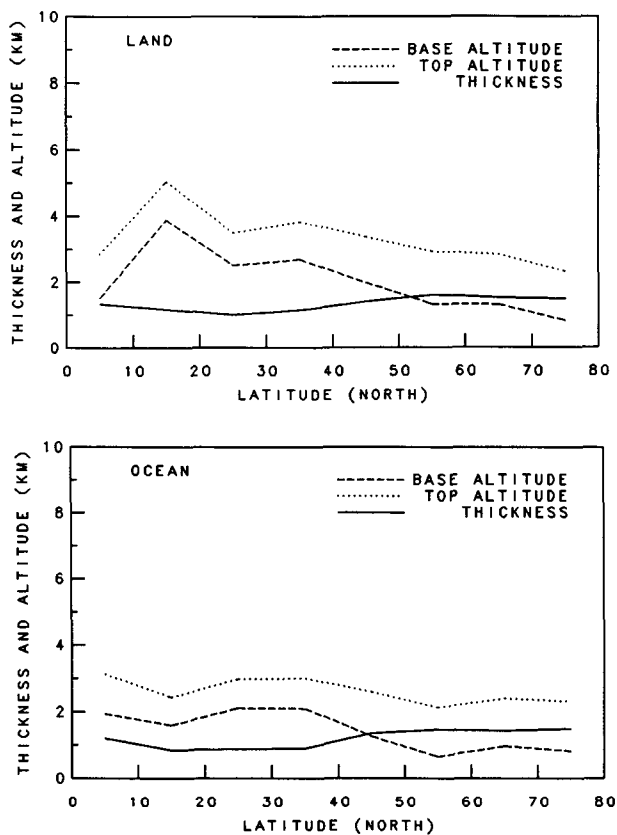 THICKNESS AND ALTITUDE (KM)
10
8
6
4
2
0
LAND
BASE ALTITUDE
TOP ALTITUDE
THICKNESS
0 10 20 30 40 50 60 70 80
LATITUDE (NORTH)
THICKNESS AND ALTITUDE (KM)
10
8
6
4
2
0
OCEAN
BASE ALTITUDE
TOP ALTITUDE
THICKNESS
0 10 20 30 40 50 60 70 80
LATITUDE (NORTH)